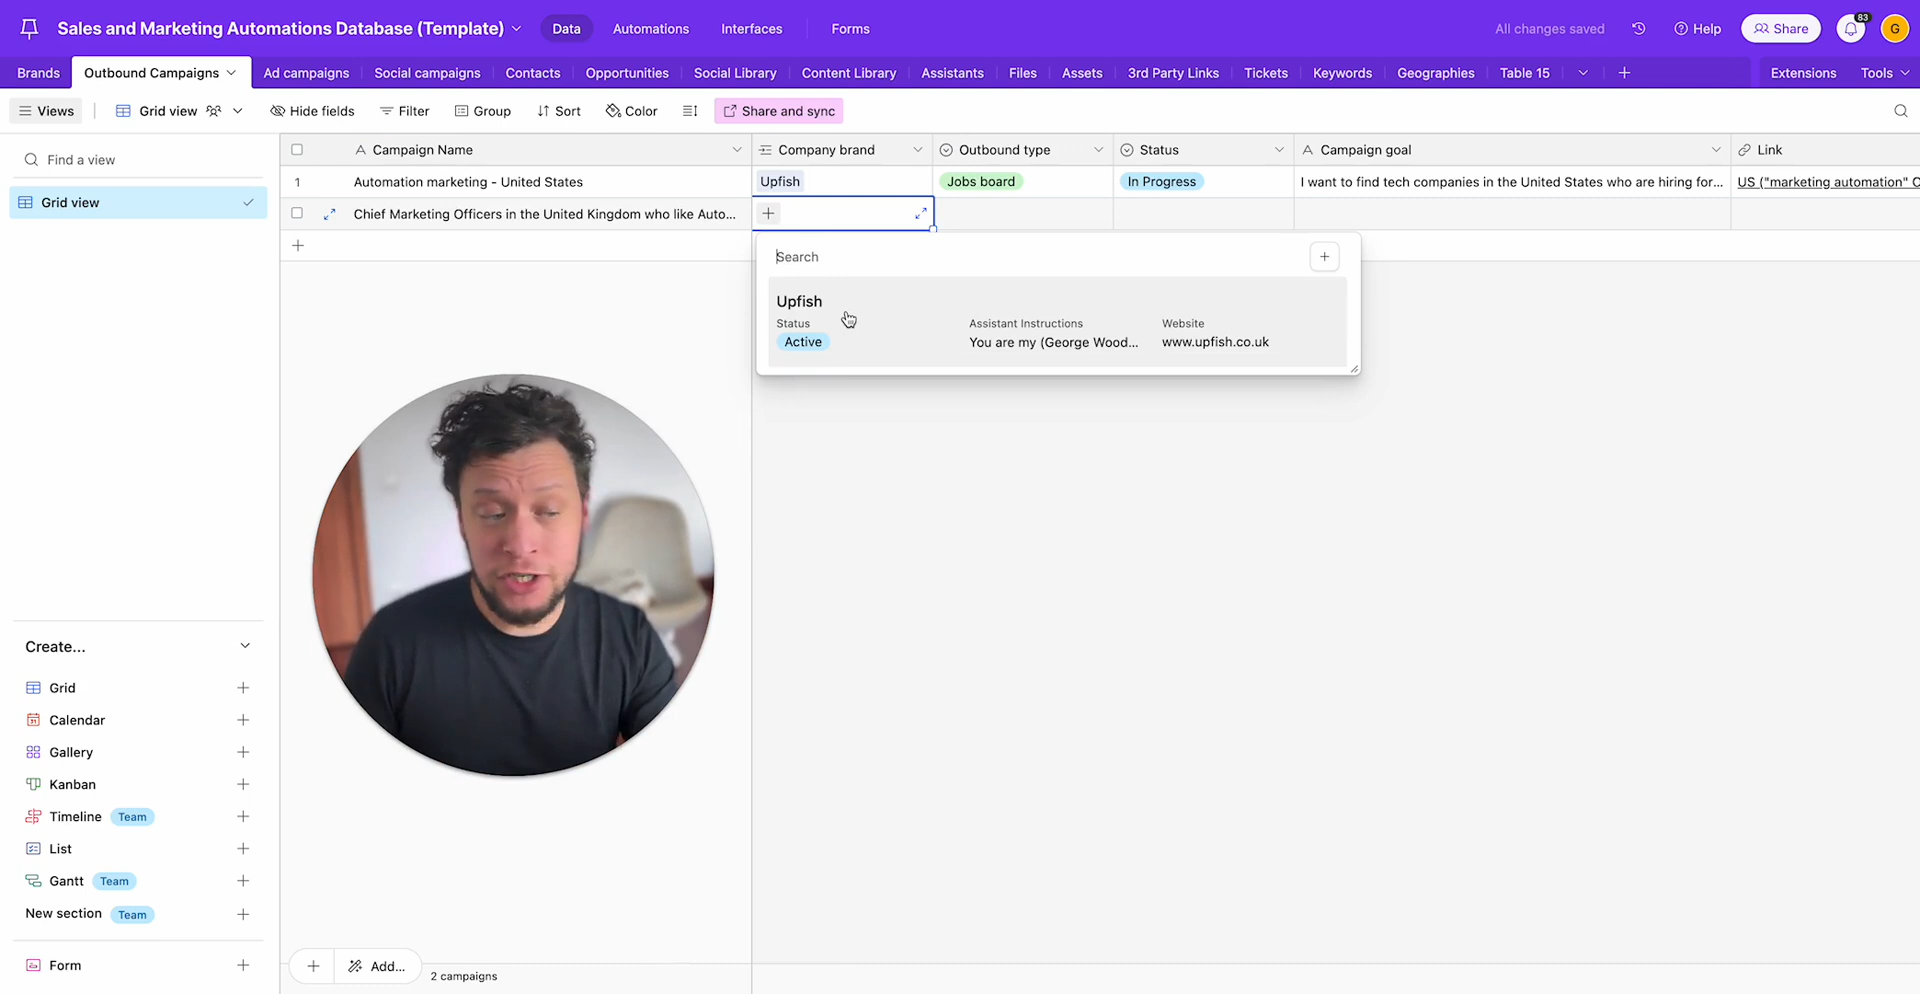 Sales and Marketing Automations Database (Template) Data Automations Interfaces Forms All changes saved Help Share 83 G
Brands Outbound Campaigns Ad campaigns Social campaigns Contacts Opportunities Social Library Content Library Assistants Files Assets 3rd Party Links Tickets Keywords Geographies Table 15 Extensions Tools
Views Grid view Hide fields Filter Group Sort Color Share and sync
Find a view
Grid view
Campaign Name Company brand Outbound type Status Campaign goal Link
1 Automation marketing - United States Upfish Jobs board In Progress I want to find tech companies in the United States who are hiring for... US ("marketing automation" C
Chief Marketing Officers in the United Kingdom who like Auto...
Search
Upfish
Status Assistant Instructions Website
Active You are my (George Wood... www.upfish.co.uk
Create...
Grid
Calendar
Gallery
Kanban
Timeline Team
List
Gantt Team
New section Team
Form
Add... 2 campaigns